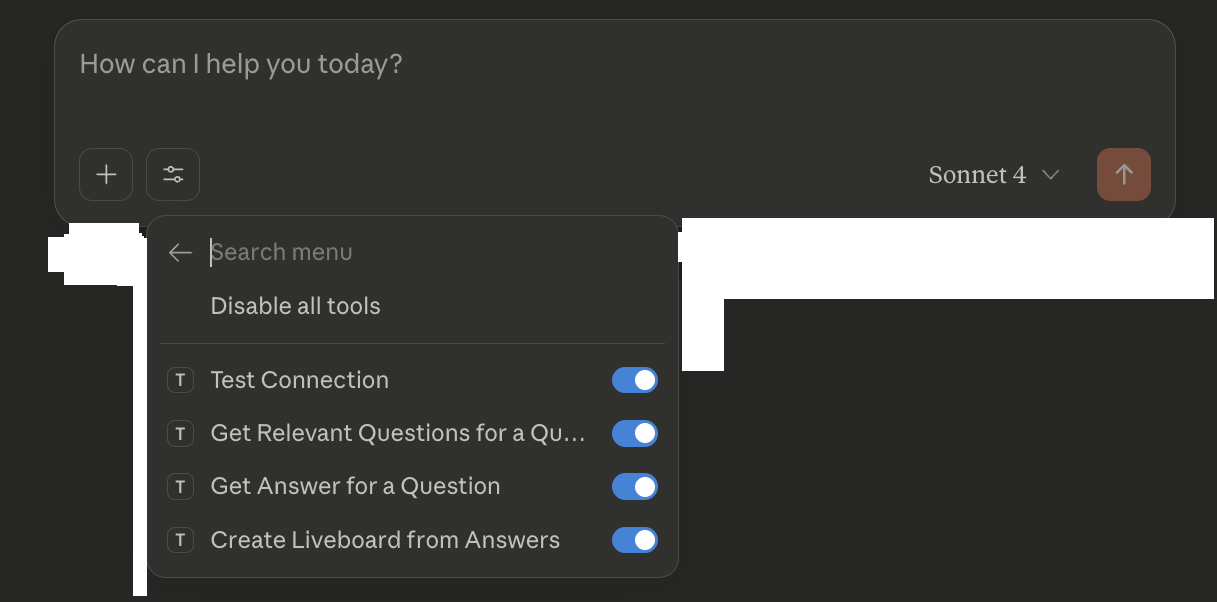 How can I help you today?
Sonnet 4
Search menu
Disable all tools
T Test Connection
T Get Relevant Questions for a Qu...
T Get Answer for a Question
T Create Liveboard from Answers